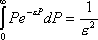 ∫₀^∞ Pe^{-εP}dP = 1/ε²